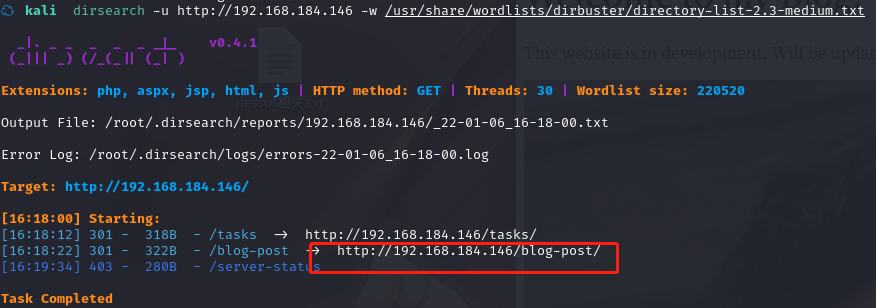 kali dirsearch -u http://192.168.184.146 -w /usr/share/wordlists/dirbuster/directory-list-2.3-medium.txt
v0.4.1
This website is in development. Will be upda
Extensions: php, aspx, jsp, html, js | HTTP method: GET | Threads: 30 | Wordlist size: 220520
Output File: /root/.dirsearch/reports/192.168.184.146/_22-01-06_16-18-00.txt
Error Log: /root/.dirsearch/logs/errors-22-01-06_16-18-00.log
Target: http://192.168.184.146/
[16:18:00] Starting:
[16:18:12] 301 - 318B - /tasks → http://192.168.184.146/tasks/
[16:18:22] 301 - 322B - /blog-post → http://192.168.184.146/blog-post/
[16:19:34] 403 - 280B - /server-status
Task Completed